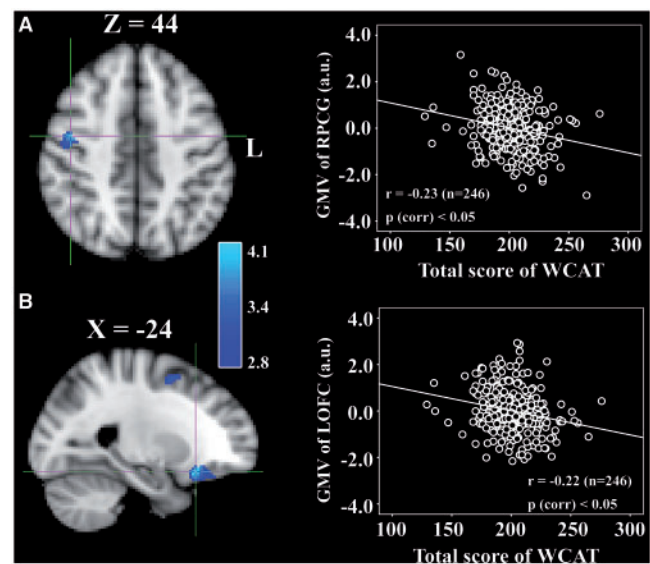 A
Z = 44
L
4.1
3.4
2.8
GMV of RPCG (a.u.)
4.0
2.0
0.0
-2.0
-4.0
r = -0.23 (n=246)
p (corr) < 0.05
100 150 200 250 300
Total score of WCAT
B
X = -24
GMV of LOFC (a.u.)
4.0
2.0
0.0
-2.0
-4.0
r = -0.22 (n=246)
p (corr) < 0.05
100 150 200 250 300
Total score of WCAT